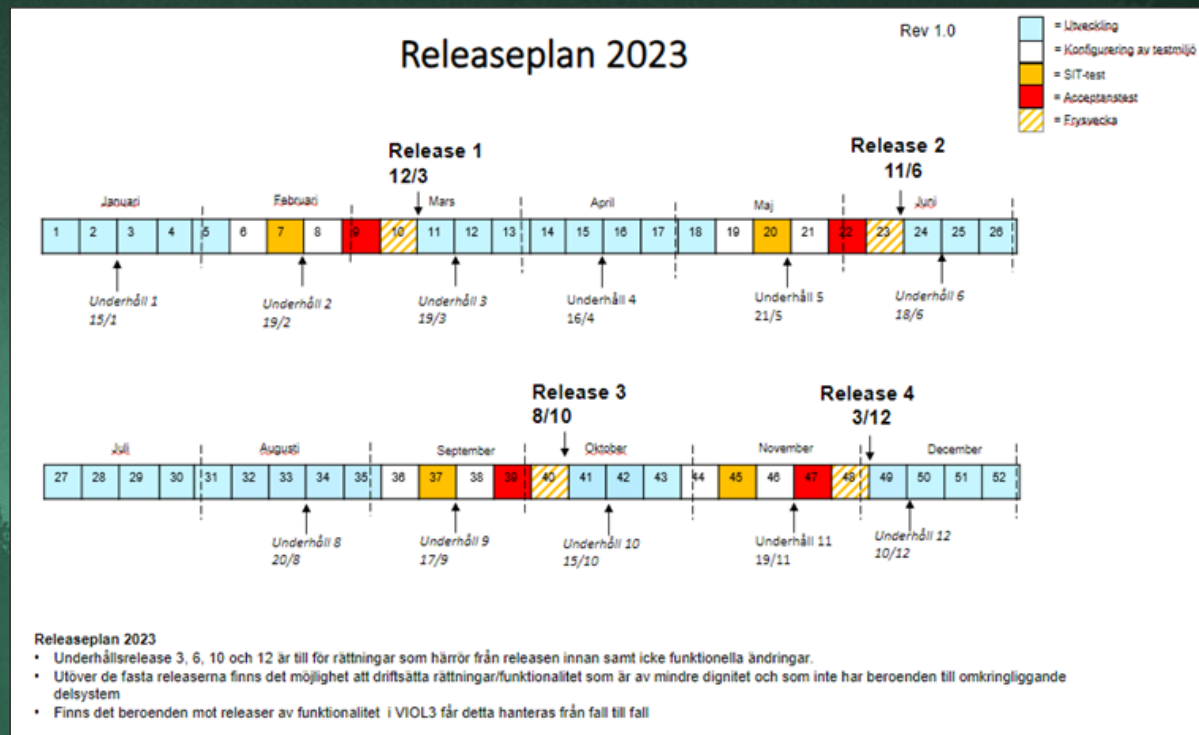 Releaseplan 2023
Rev 1.0
= Utveckling
= Konfigurering av testmiljö
= SIT-test
= Acceptanstest
= Frysvecka
Release 1
12/3
Release 2
11/6
Januari Februari Mars April Maj Juni
1 2 3 4 5 6 7 8 9 10 11 12 13 14 15 16 17 18 19 20 21 22 23 24 25 26
Underhåll 1
15/1
Underhåll 2
19/2
Underhåll 3
19/3
Underhåll 4
16/4
Underhåll 5
21/5
Underhåll 6
18/6
Release 3
8/10
Release 4
3/12
Juli Augusti September Oktober November December
27 28 29 30 31 32 33 34 35 36 37 38 39 40 41 42 43 44 45 46 47 48 49 50 51 52
Underhåll 8
20/8
Underhåll 9
17/9
Underhåll 10
15/10
Underhåll 11
19/11
Underhåll 12
10/12
Releaseplan 2023
• Underhållsrelease 3, 6, 10 och 12 är till för rättningar som härrör från releasen innan samt icke funktionella ändringar.
• Utöver de fasta releaserna finns det möjlighet att driftsätta rättningar/funktionalitet som är av mindre dignitet och som inte har beroenden till omkringliggande
delsystem
• Finns det beroenden mot releaser av funktionalitet i VIOL3 får detta hanteras från fall till fall